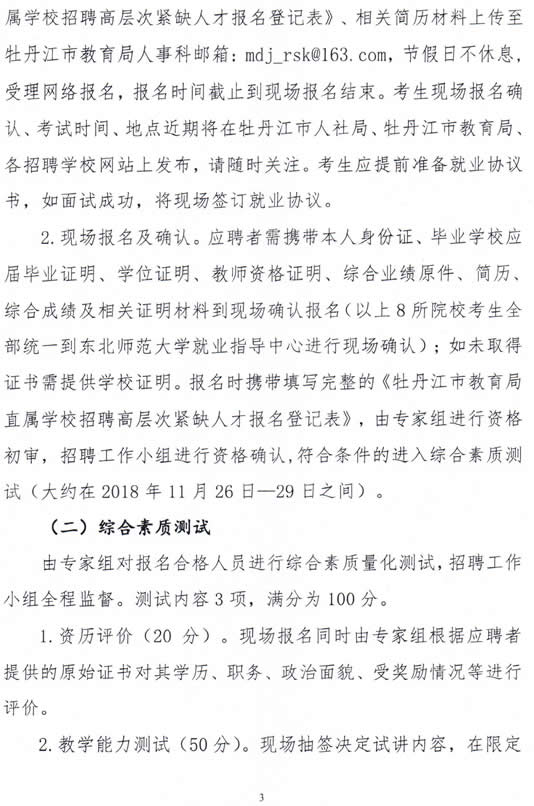 属学校招聘高层次紧缺人才报名登记表》、相关简历材料上传至
牡丹江市教育局人事科邮箱：mdj_rsk@163.com，节假日不休息，
受理网络报名，报名时间截止到现场报名结束。考生现场报名确
认、考试时间、地点近期将在牡丹江市人社局、牡丹江市教育局、
各招聘学校网站上发布，请随时关注。考生应提前准备就业协议
书，如面试成功，将现场签订就业协议。
2.现场报名及确认。应聘者需携带本人身份证、毕业学校应
届毕业证明、学位证明、教师资格证明、综合业绩原件、简历、
综合成绩及相关证明材料到现场确认报名（以上 8 所院校考生全
部统一到东北师范大学就业指导中心进行现场确认）；如未取得
证书需提供学校证明。报名时携带填写完整的《牡丹江市教育局
直属学校招聘高层次紧缺人才报名登记表》，由专家组进行资格
初审，招聘工作小组进行资格确认,符合条件的进入综合素质测
试（大约在 2018 年 11 月 26 日—29 日之间）。
（二）综合素质测试
由专家组对报名合格人员进行综合素质量化测试，招聘工作
小组全程监督。测试内容 3 项，满分为 100 分。
1.资历评价（20 分）。现场报名同时由专家组根据应聘者
提供的原始证书对其学历、职务、政治面貌、受奖励情况等进行
评价。
2.教学能力测试（50 分）。现场抽签决定试讲内容，在限定
3